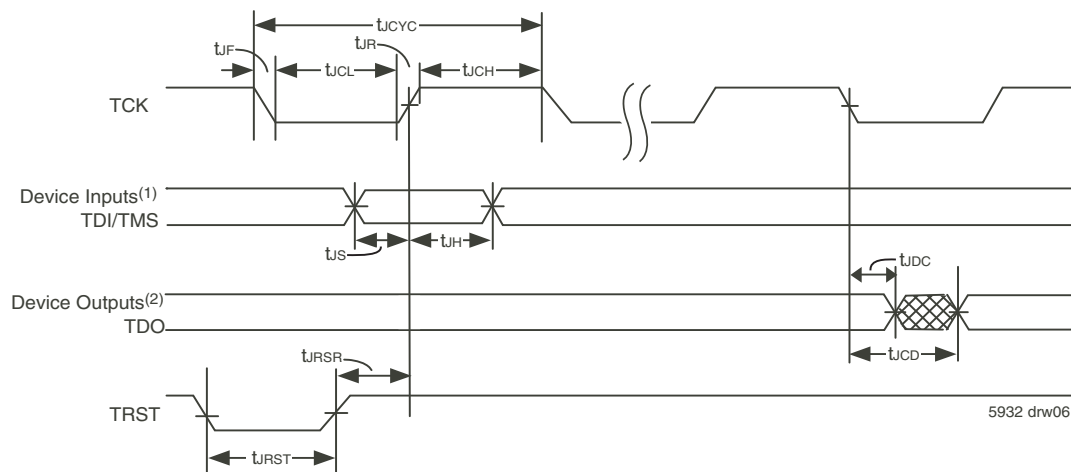 tJCYC
tJF
tJR
tJCL
tJCH
TCK
Device Inputs(1)
TDI/TMS
tJS
tJH
tJDC
Device Outputs(2)
TDO
tJRSR
tJCD
TRST
5932 drw06
tJRST